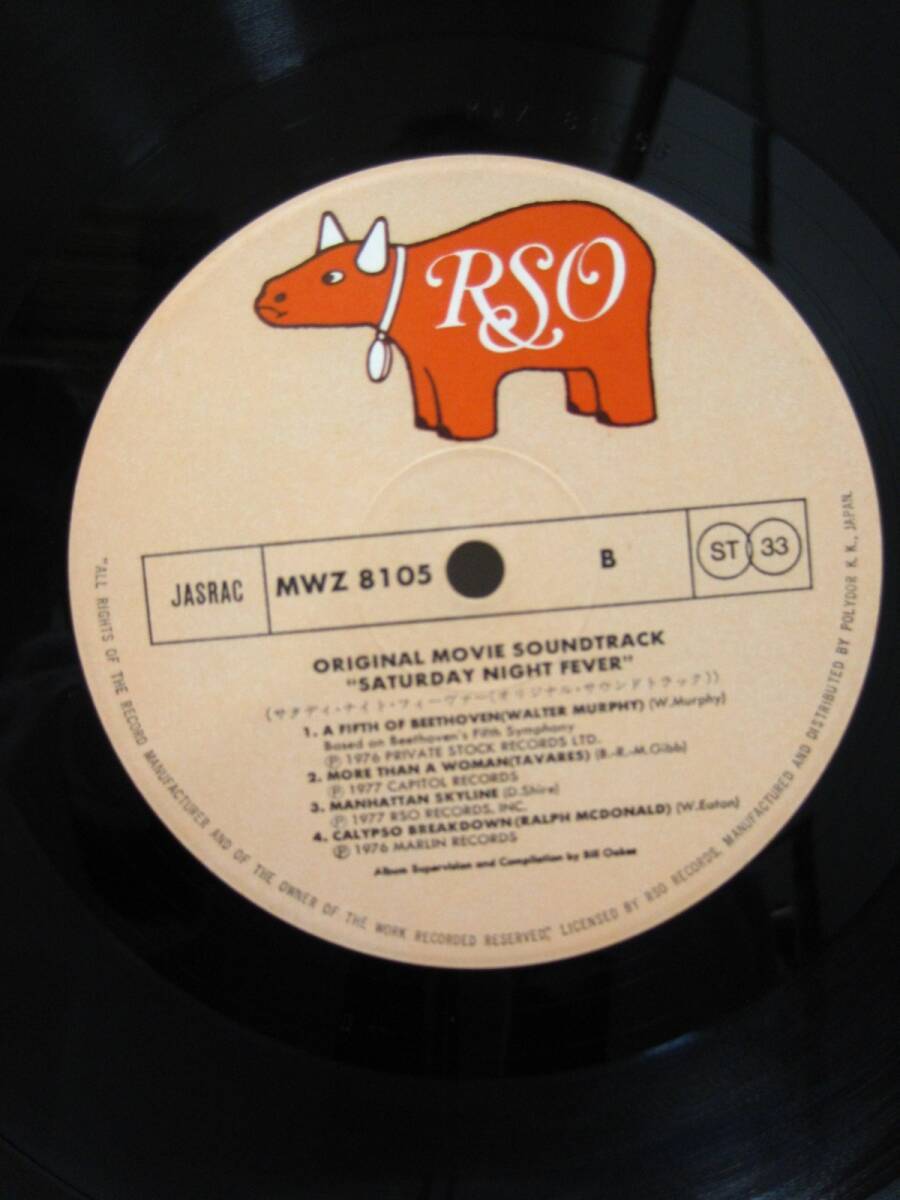 RSO
JASRAC
MWZ 8105
B
ST 33
ORIGINAL MOVIE SOUNDTRACK
"SATURDAY NIGHT FEVER"
(サタデイ・ナイト・フィーヴァー(オリジナル・サウンドトラック))
1. A FIFTH OF BEETHOVEN(WALTER MURPHY) (W.Murphy)
Based on Beethoven's Fifth Symphony
Ⓟ 1976 PRIVATE STOCK RECORDS LTD.
2. MORE THAN A WOMAN(TAVARES) (B.-R.-M.Gibb)
Ⓟ 1977 CAPITOL RECORDS
3. MANHATTAN SKYLINE (D.Shire)
Ⓟ 1977 RSO RECORDS, INC.
4. CALYPSO BREAKDOWN(RALPH MCDONALD) (W.Eaton)
Ⓟ 1976 MARLIN RECORDS
Album Supervision and Compilation by Bill Oakes
"ALL RIGHTS OF THE RECORD MANUFACTURER AND OF THE OWNER OF THE WORK RECORDED RESERVED," LICENSED BY RSO RECORDS, MANUFACTURED AND DISTRIBUTED BY POLYDOR K.K., JAPAN.